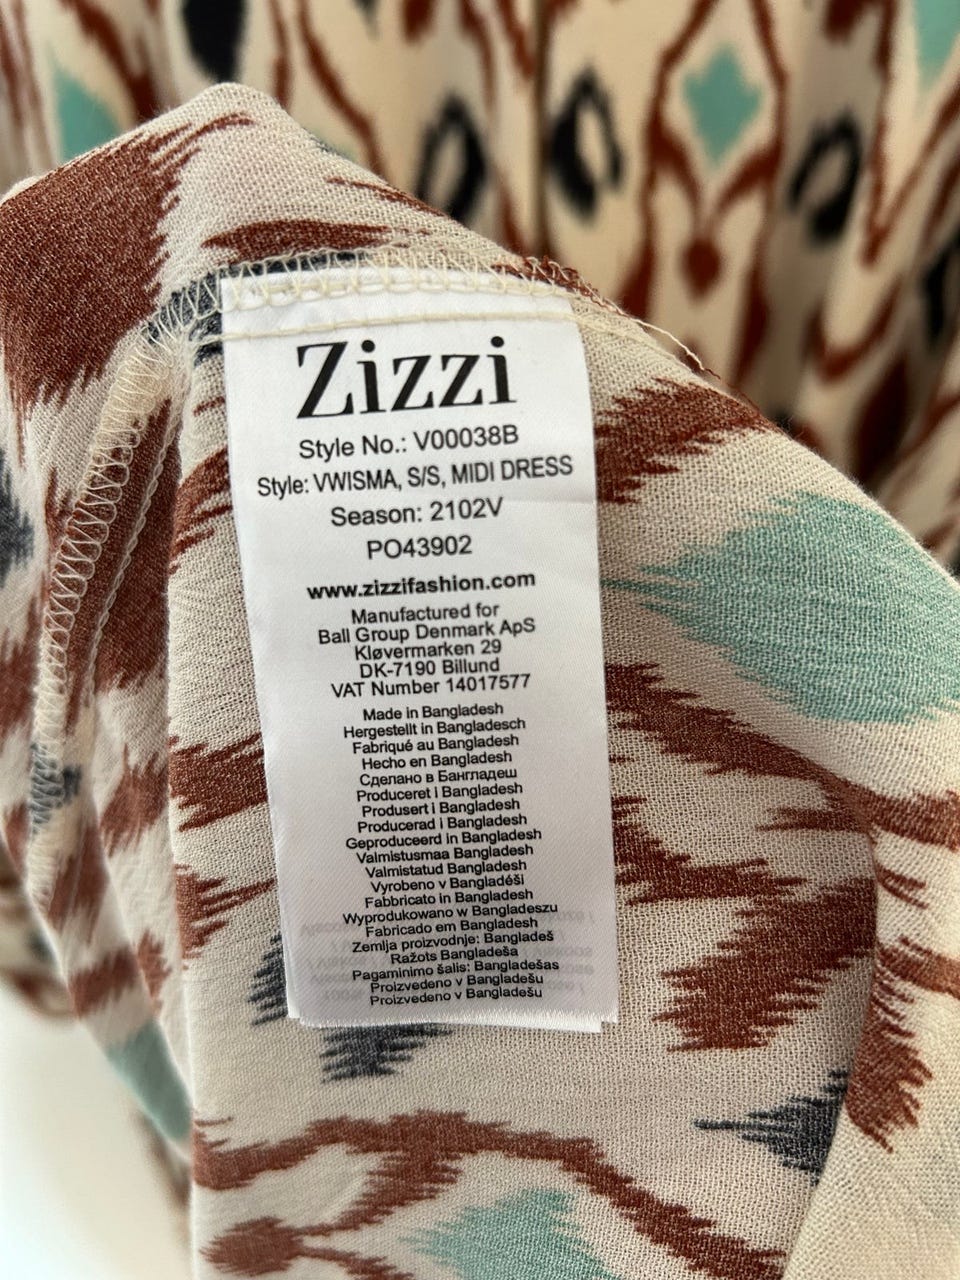 Zizzi
Style No.: V00038B
Style: VWISMA, S/S, MIDI DRESS
Season: 2102V
PO43902
www.zizzifashion.com
Manufactured for
Ball Group Denmark ApS
Kløvermarken 29
DK-7190 Billund
VAT Number 14017577
Made in Bangladesh
Hergestellt in Bangladesch
Fabriqué au Bangladesh
Hecho en Bangladesh
Сделано в Бангладеш
Produceret i Bangladesh
Produsert i Bangladesh
Producerad i Bangladesh
Geproduceerd in Bangladesh
Valmistusmaa Bangladesh
Valmistatud Bangladesh
Vyrobeno v Bangladéši
Fabbricato in Bangladesh
Wyprodukowano w Bangladeszu
Fabricado em Bangladesh
Zemlja proizvodnje: Bangladeš
Ražots Bangladeša
Pagaminimo šalis: Bangladešas
Proizvedeno v Bangladešu
Proizvedeno v Bangladešu